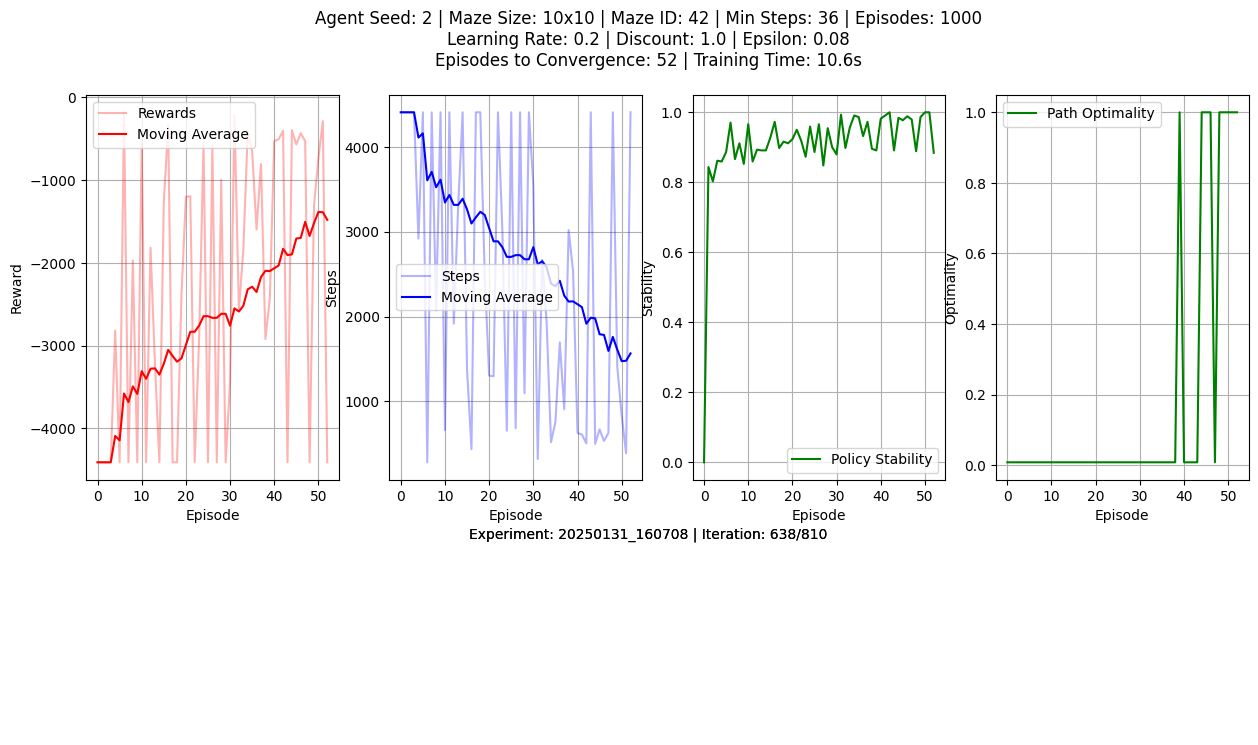 Agent Seed: 2 | Maze Size: 10x10 | Maze ID: 42 | Min Steps: 36 | Episodes: 1000
Learning Rate: 0.2 | Discount: 1.0 | Epsilon: 0.08
Episodes to Convergence: 52 | Training Time: 10.6s
Rewards
Moving Average
0
−1000
−2000
−3000
−4000
Reward
0
10
20
30
40
50
Episode
Steps
Moving Average
4000
3000
2000
1000
Steps
0
10
20
30
40
50
Episode
Policy Stability
1.0
0.8
0.6
0.4
0.2
0.0
Stability
0
10
20
30
40
50
Episode
Path Optimality
1.0
0.8
0.6
0.4
0.2
0.0
Optimality
0
10
20
30
40
50
Episode
Experiment: 20250131_160708 | Iteration: 638/810